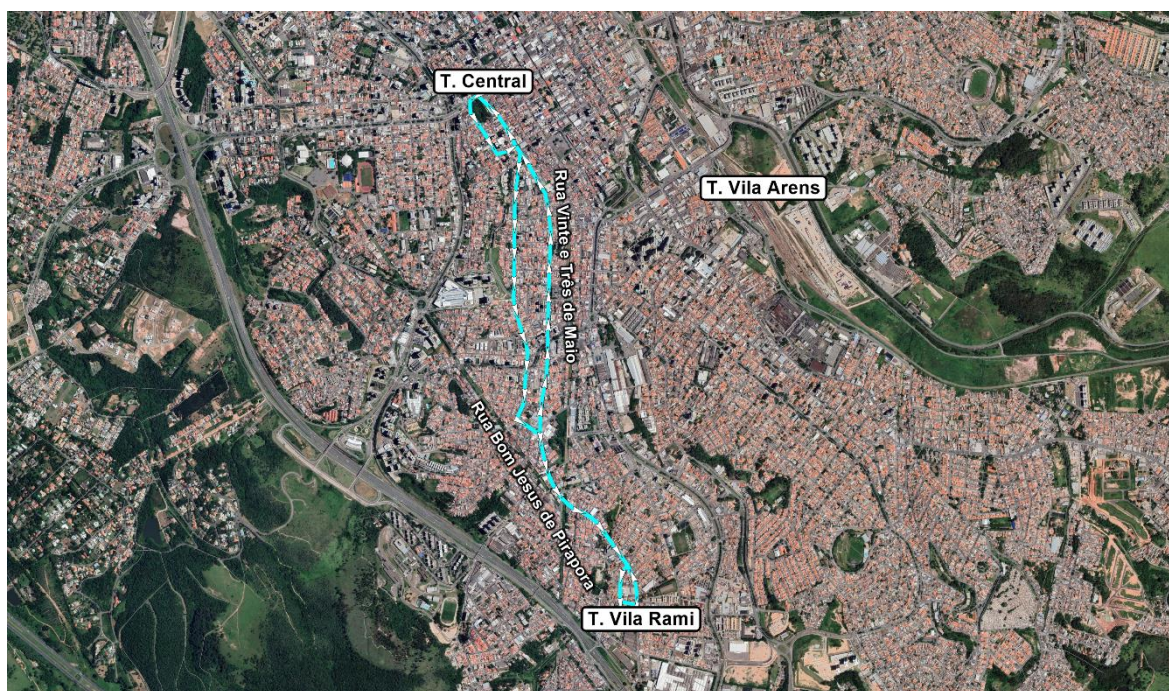 T. Central
T. Vila Arens
Rua Vinte e Três de Maio
Rua Bom Jesus de Pirapora
T. Vila Rami